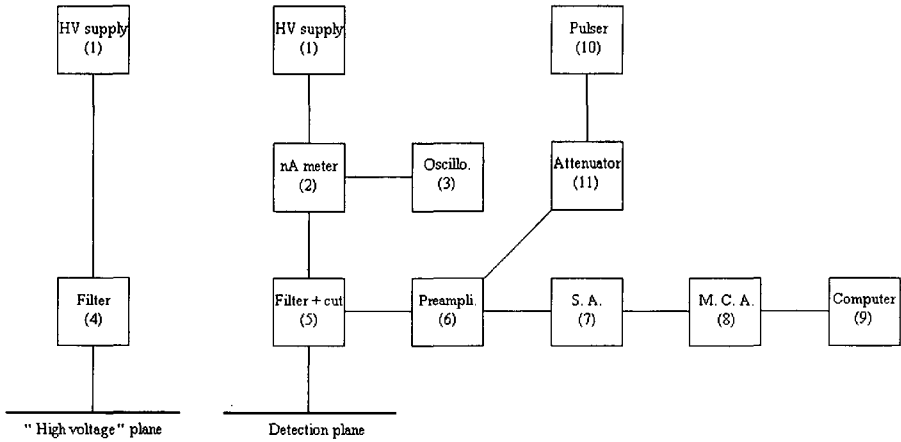 HV supply
(1)
HV supply
(1)
Pulser
(10)
nA meter
(2)
Oscillo.
(3)
Attenuator
(11)
Filter
(4)
Filter + cut
(5)
Preampli.
(6)
S. A.
(7)
M. C. A.
(8)
Computer
(9)
" High voltage " plane
Detection plane